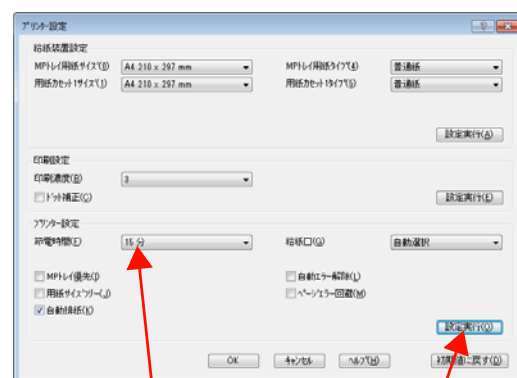 プリンター設定
給紙装置設定
MPトレイ用紙サイズ(B) A4 210 x 297 mm MPトレイ用紙タイプ(4) 普通紙
用紙カセット1サイズ(1) A4 210 x 297 mm 用紙カセット1タイプ(5) 普通紙
設定実行(A)
印刷設定
印刷濃度(R) 3
ドット補正(C) 設定実行(E)
プリンター設定
節電時間(F) 15 分 給紙口(G) 自動選択
MPトレイ優先(I) 自動エラー解除(L)
用紙サイズフリー(J) ページエラー回避(M)
自動排紙(K)
設定実行(O)
OK キャンセル ヘルプ(H) 初期値に戻す(D)